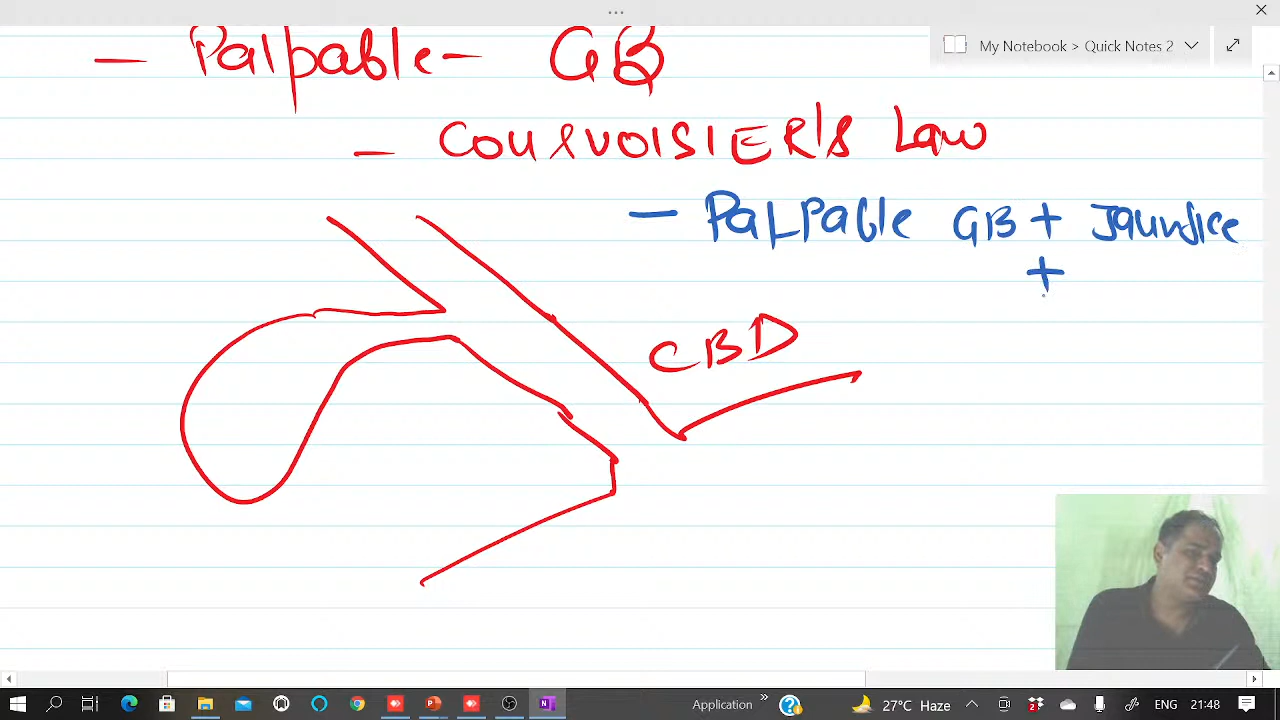 ...
My Notebook > Quick Notes 2
- Palpable - GB
- COURVOISIER'S Law
- PALPable GB + Jaundice
+
CBD
Application
27°C Haze
ENG 21:48